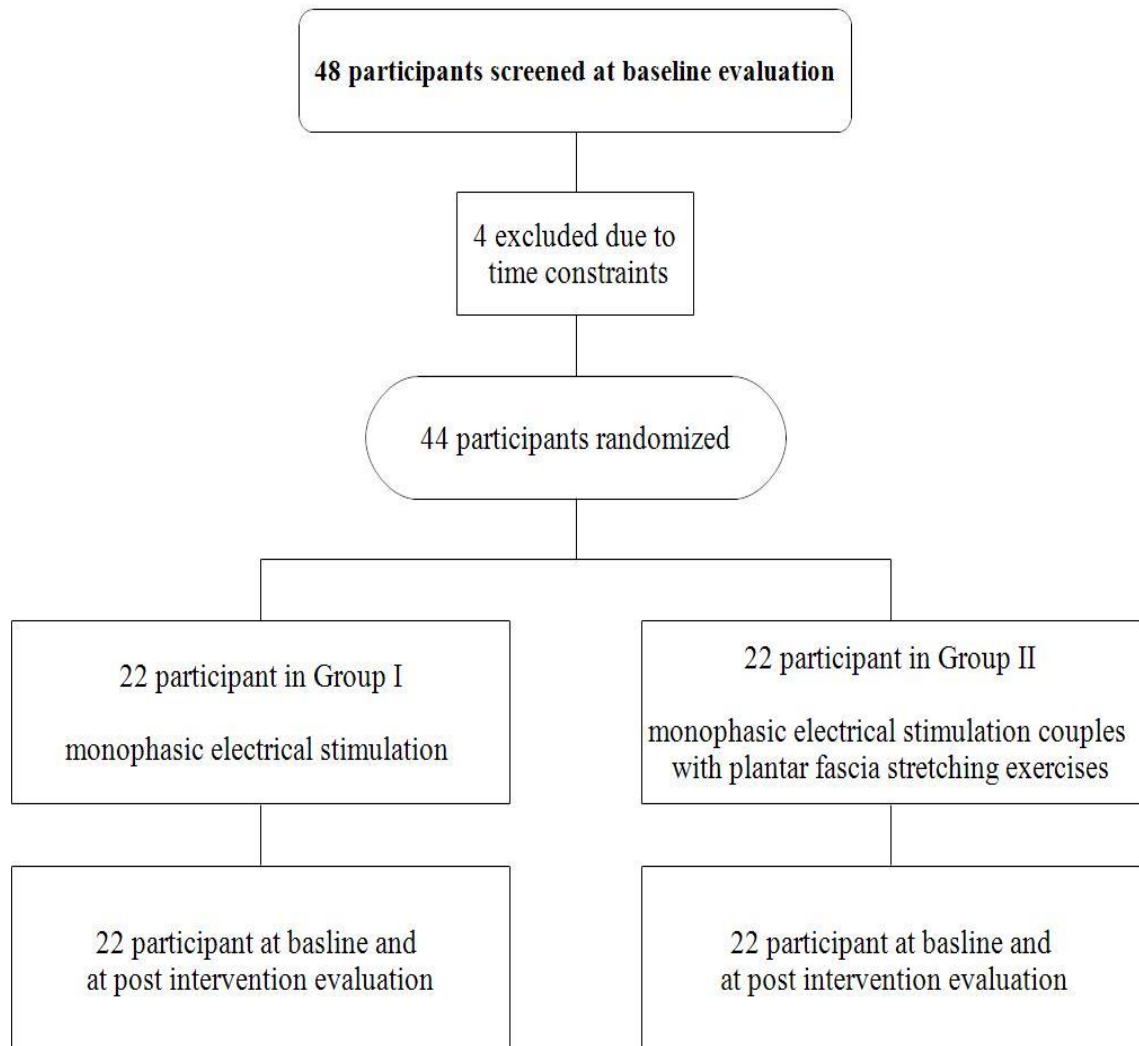 48 participants screened at baseline evaluation
4 excluded due to
time constraints
44 participants randomized
22 participant in Group I
monophasic electrical stimulation
22 participant in Group II
monophasic electrical stimulation couples
with plantar fascia stretching exercises
22 participant at basline and
at post intervention evaluation
22 participant at basline and
at post intervention evaluation